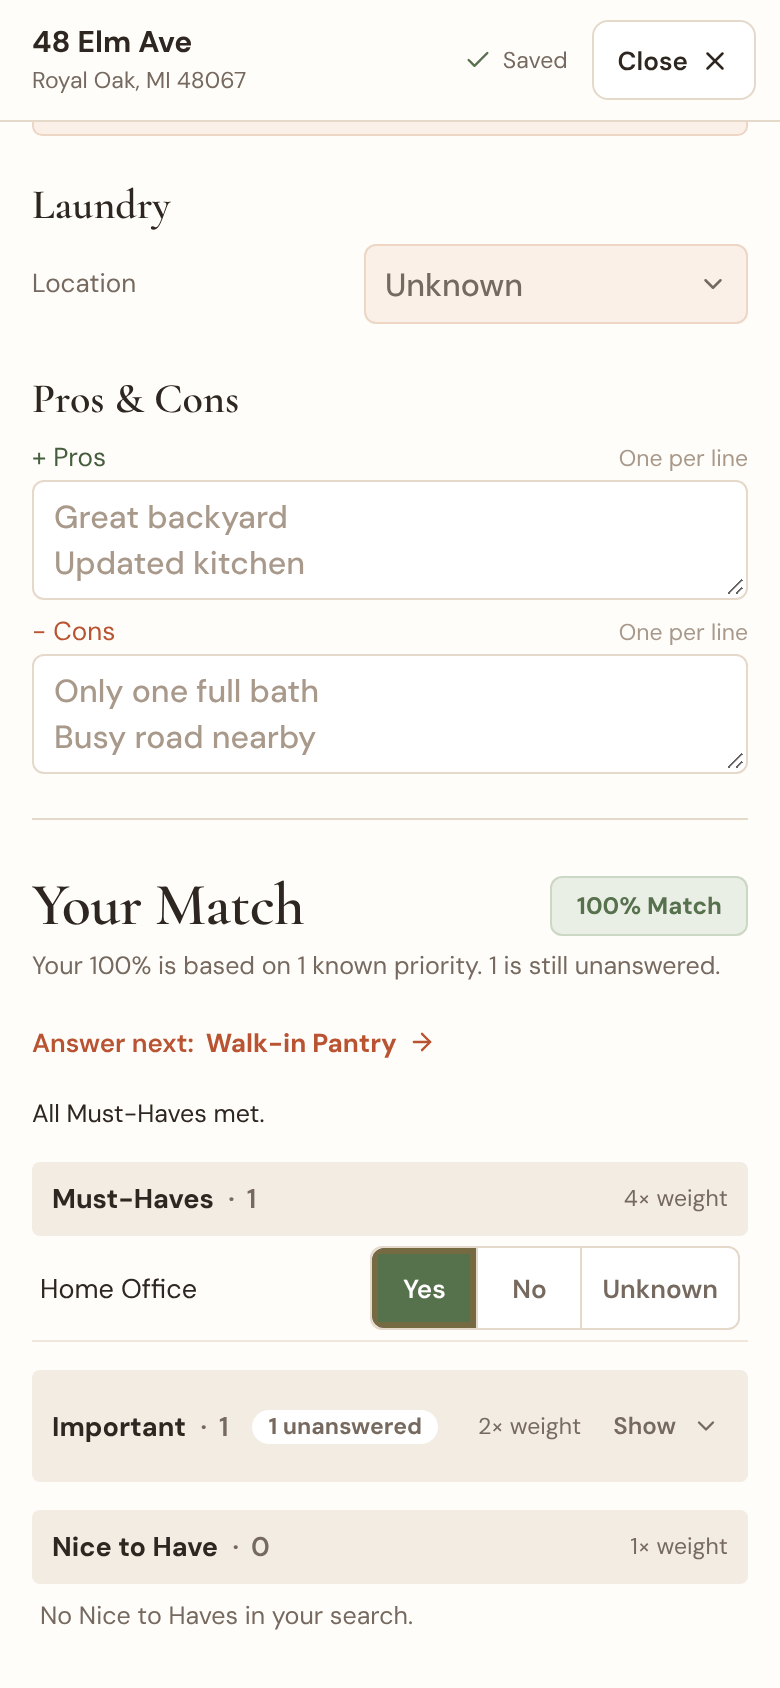 48 Elm Ave
Royal Oak, MI 48067
Saved
Close
Laundry
Location
Unknown
Pros & Cons
+ Pros
One per line
Great backyard
Updated kitchen
− Cons
One per line
Only one full bath
Busy road nearby
Your Match
100% Match
Your 100% is based on 1 known priority. 1 is still unanswered.
Answer next: Walk-in Pantry →
All Must-Haves met.
Must-Haves · 1
4× weight
Home Office
Yes
No
Unknown
Important · 1
1 unanswered
2× weight
Show
Nice to Have · 0
1× weight
No Nice to Haves in your search.